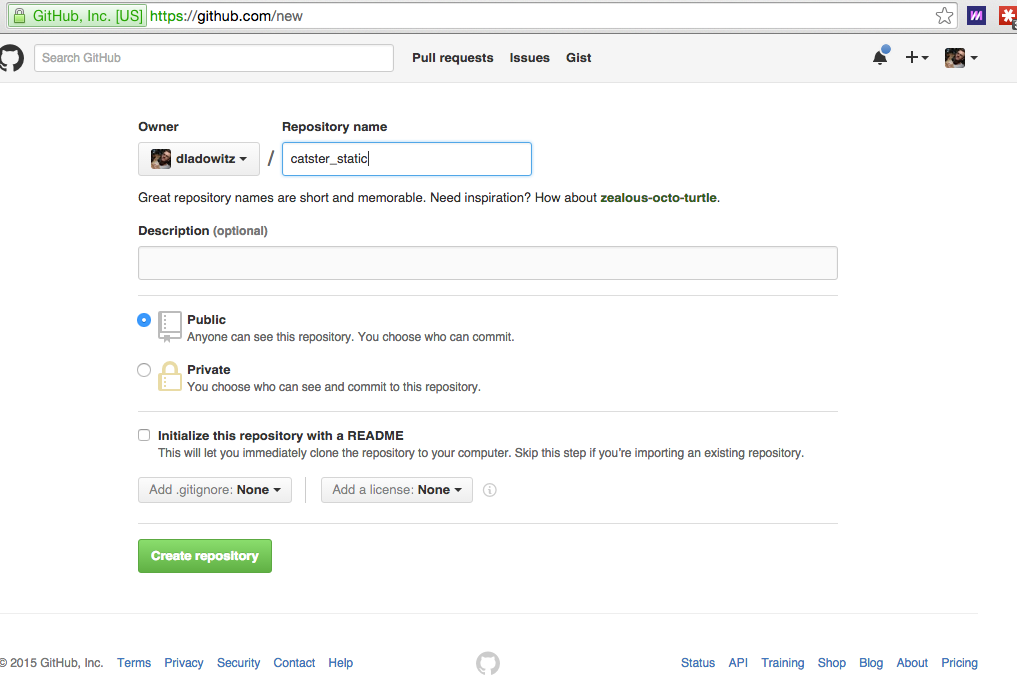 GitHub, Inc. [US] https://github.com/new
Search GitHub Pull requests Issues Gist
Owner Repository name
dladowitz / catster_static
Great repository names are short and memorable. Need inspiration? How about zealous-octo-turtle.
Description (optional)
Public
Anyone can see this repository. You choose who can commit.
Private
You choose who can see and commit to this repository.
Initialize this repository with a README
This will let you immediately clone the repository to your computer. Skip this step if you're importing an existing repository.
Add .gitignore: None Add a license: None
Create repository
© 2015 GitHub, Inc. Terms Privacy Security Contact Help Status API Training Shop Blog About Pricing